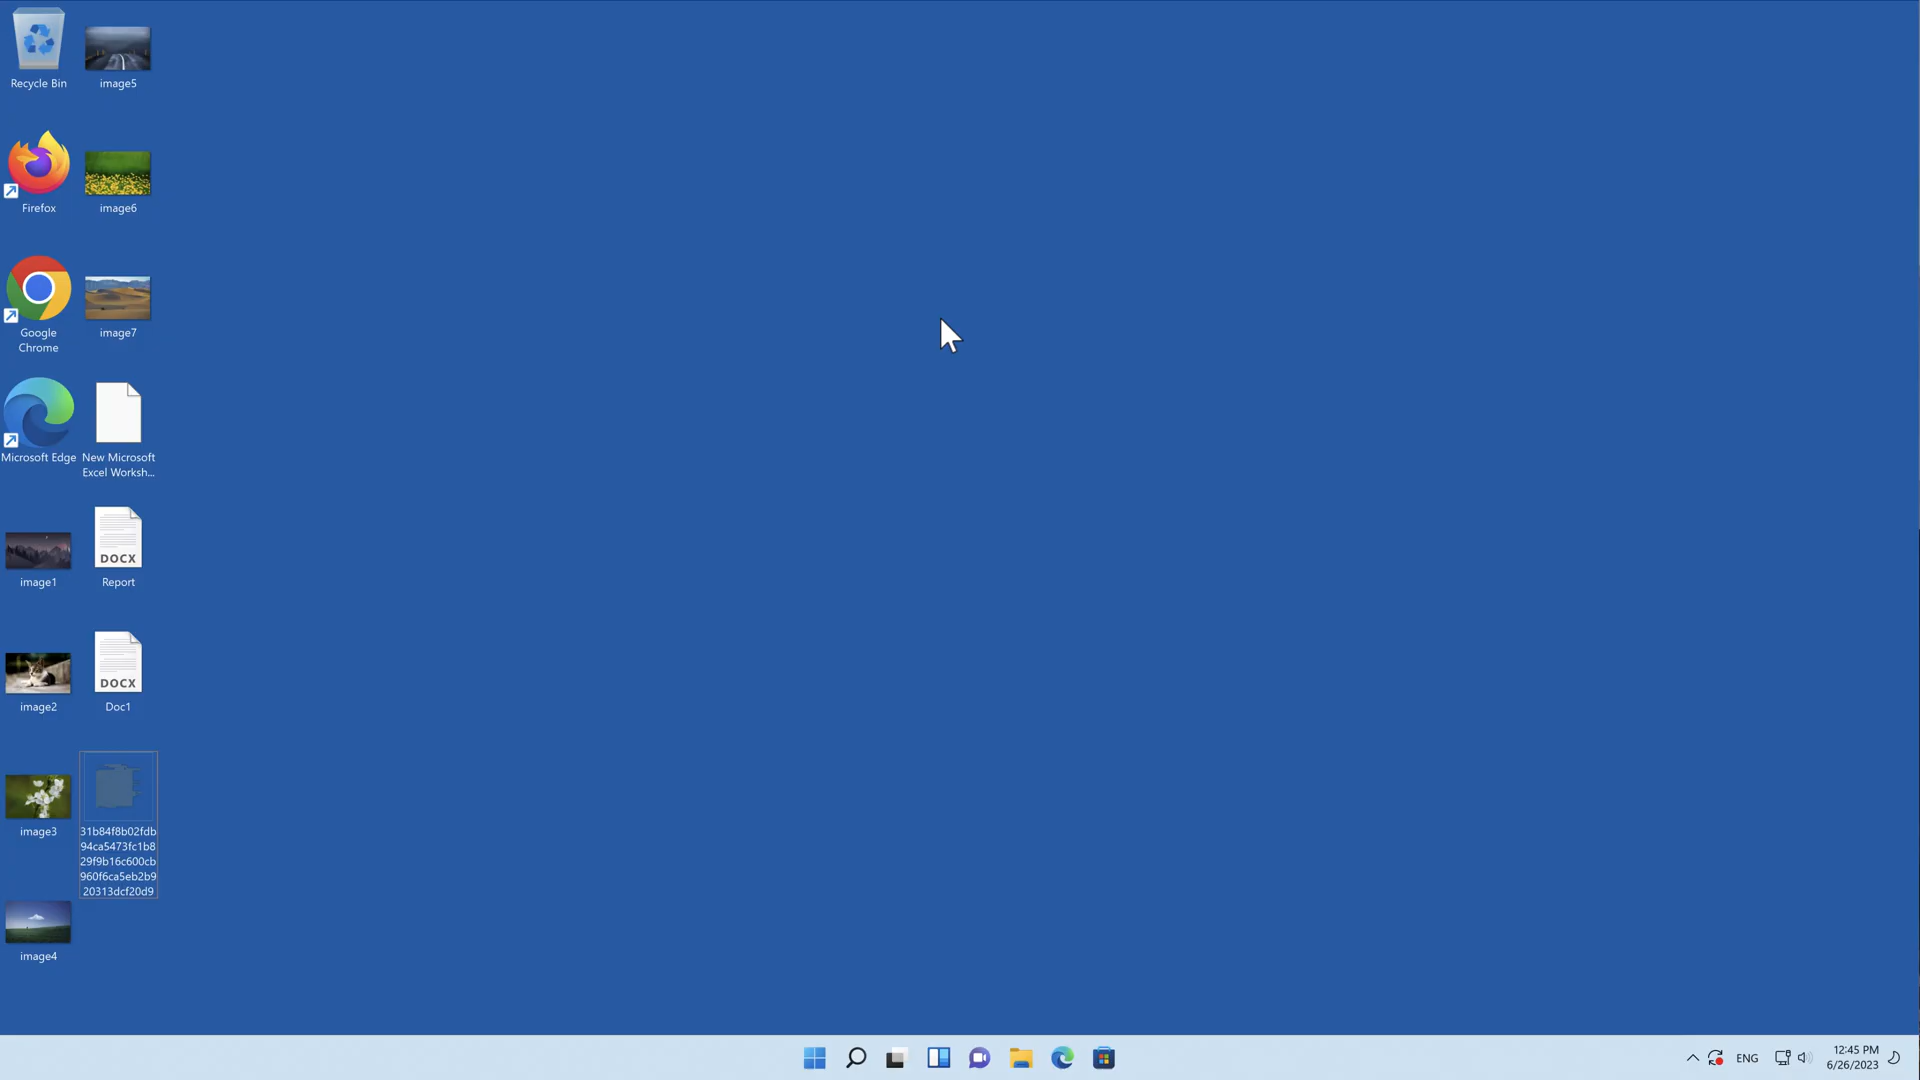 Recycle Bin
image5
Firefox
image6
Google
Chrome
image7
Microsoft Edge
New Microsoft
Excel Worksh...
image1
DOCX
Report
image2
DOCX
Doc1
image3
31b84f8b02fdb
94ca5473fc1b8
29f9b16c600cb
960f6ca5eb2b9
20313dcf20d9
image4
ENG
12:45 PM
6/26/2023